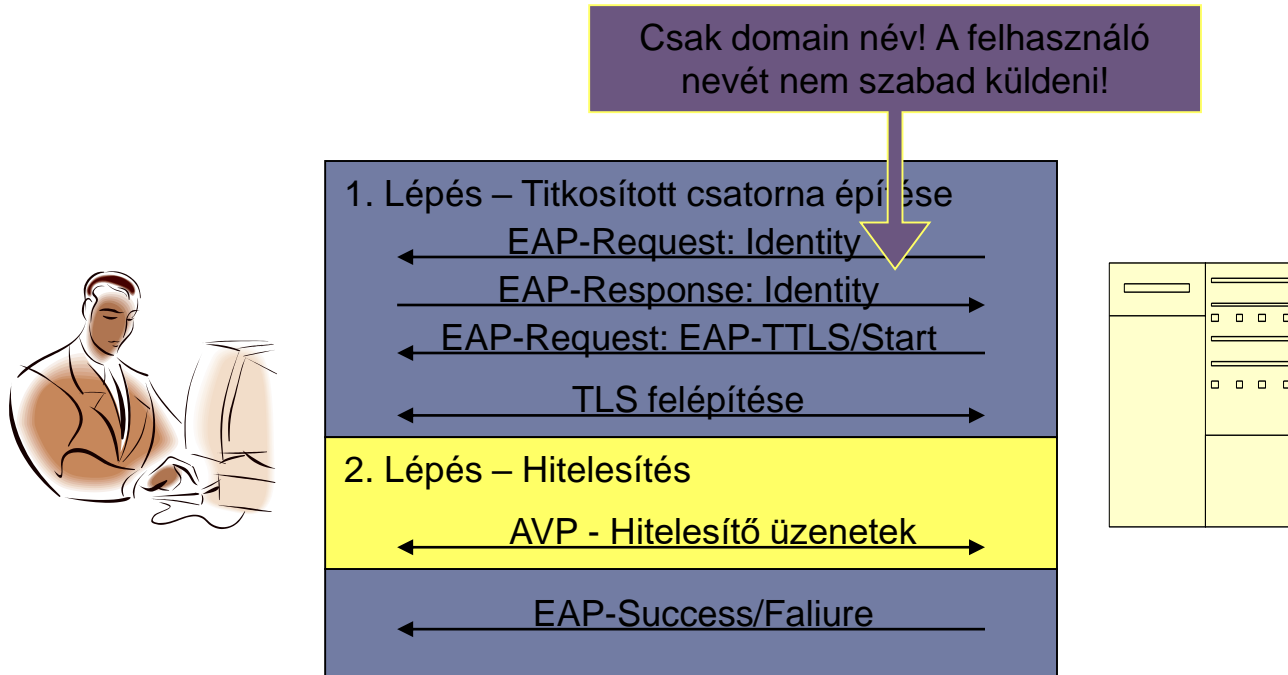 Csak domain név! A felhasználó
nevét nem szabad küldeni!
1. Lépés – Titkosított csatorna építése
EAP-Request: Identity
EAP-Response: Identity
EAP-Request: EAP-TTLS/Start
TLS felépítése
2. Lépés – Hitelesítés
AVP - Hitelesítő üzenetek
EAP-Success/Faliure